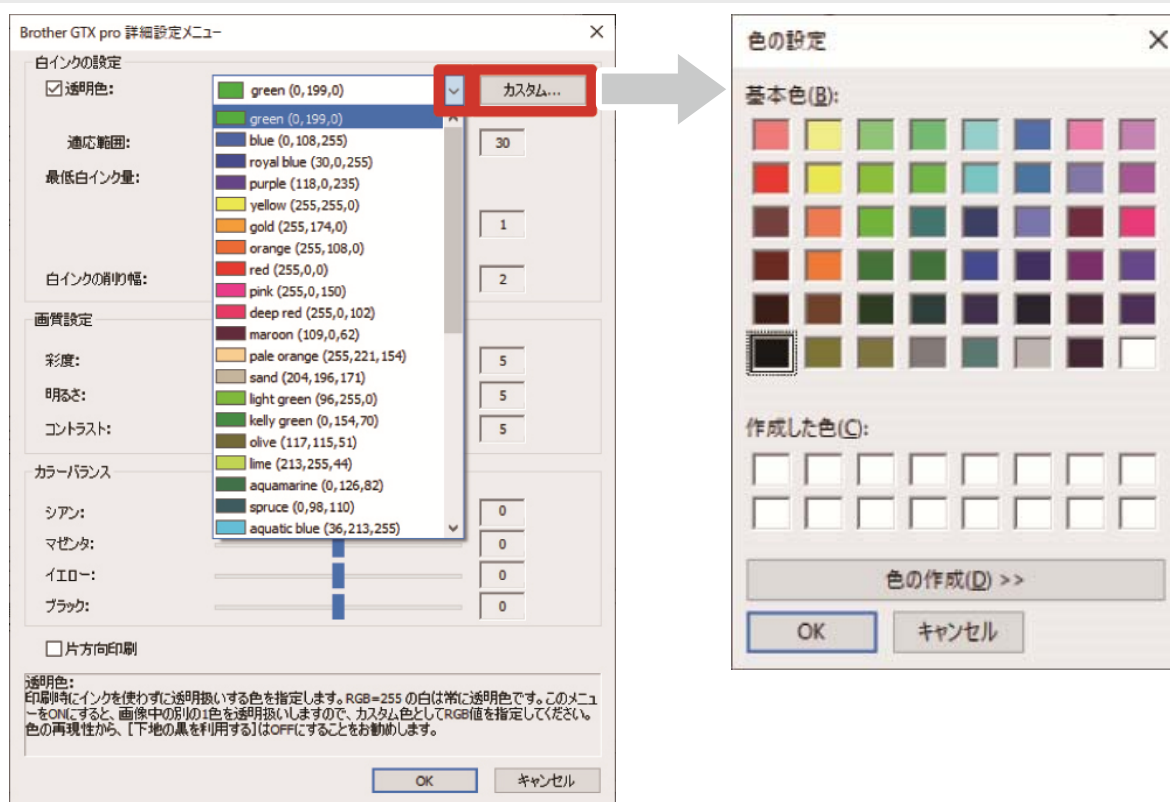 Brother GTX pro 詳細設定メニュー
白インクの設定
透明色:
green (0,199,0)
カスタム...
green (0,199,0)
blue (0,108,255)
royal blue (30,0,255)
purple (118,0,235)
yellow (255,255,0)
gold (255,174,0)
orange (255,108,0)
red (255,0,0)
pink (255,0,150)
deep red (255,0,102)
maroon (109,0,62)
pale orange (255,221,154)
sand (204,196,171)
light green (96,255,0)
kelly green (0,154,70)
olive (117,115,51)
lime (213,255,44)
aquamarine (0,126,82)
spruce (0,98,110)
aquatic blue (36,213,255)
適応範囲:
30
最低白インク量:
1
白インクの削り幅:
2
画質設定
彩度:
5
明るさ:
5
コントラスト:
5
カラーバランス
シアン:
0
マゼンタ:
0
イエロー:
0
ブラック:
0
片方向印刷
透明色:
印刷時にインクを使わずに透明扱いする色を指定します。RGB=255 の白は常に透明色です。このメニュ
ーをONにすると、画像中の別の1色を透明扱いしますので、カスタム色としてRGB値を指定してください。
色の再現性から、[下地の黒を利用する]はOFFにすることをお勧めします。
OK
キャンセル
色の設定
基本色(B):
作成した色(C):
色の作成(D) >>
OK
キャンセル